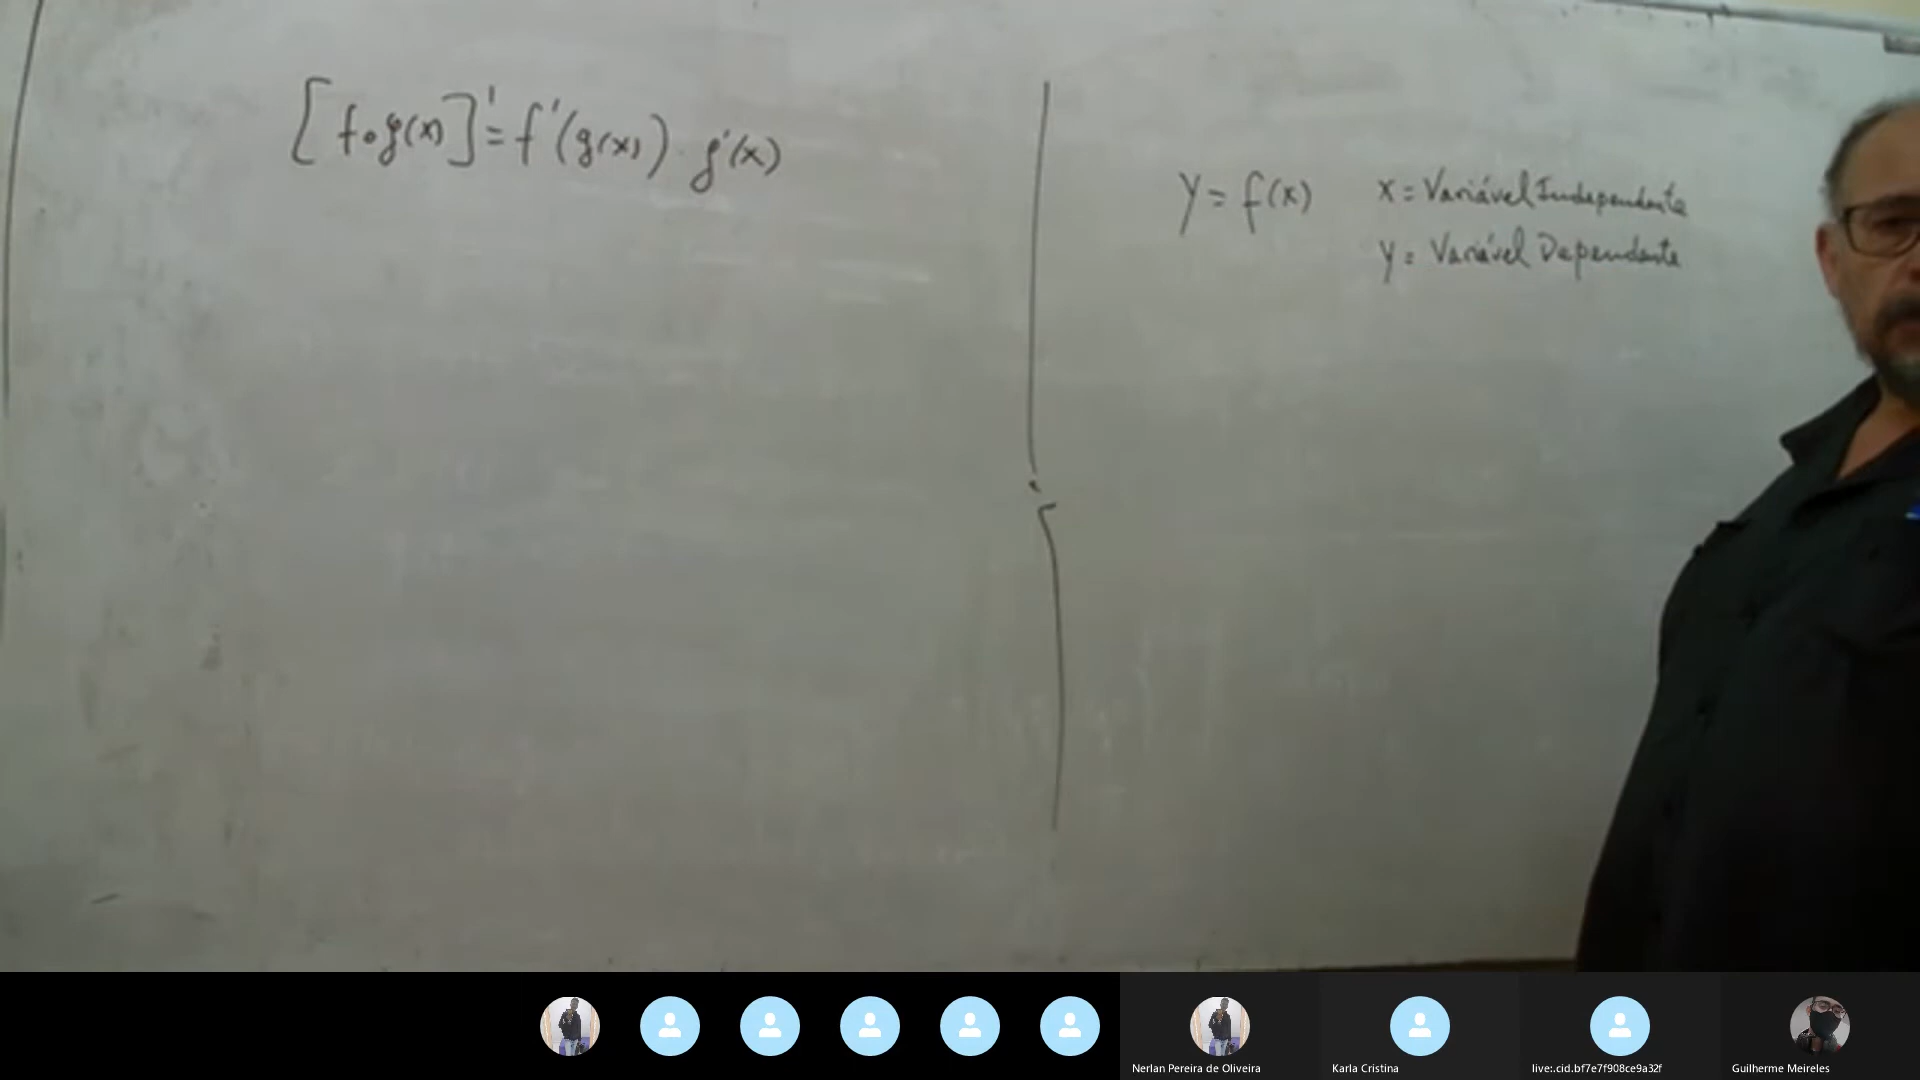 [f∘g(x)]' = f'(g(x)) · g'(x)
y = f(x) x = Variável Independente
y = Variável Dependente
Nerlan Pereira de Oliveira
Karla Cristina
live:.cid.bf7e7f908ce9a32f
Guilherme Meireles